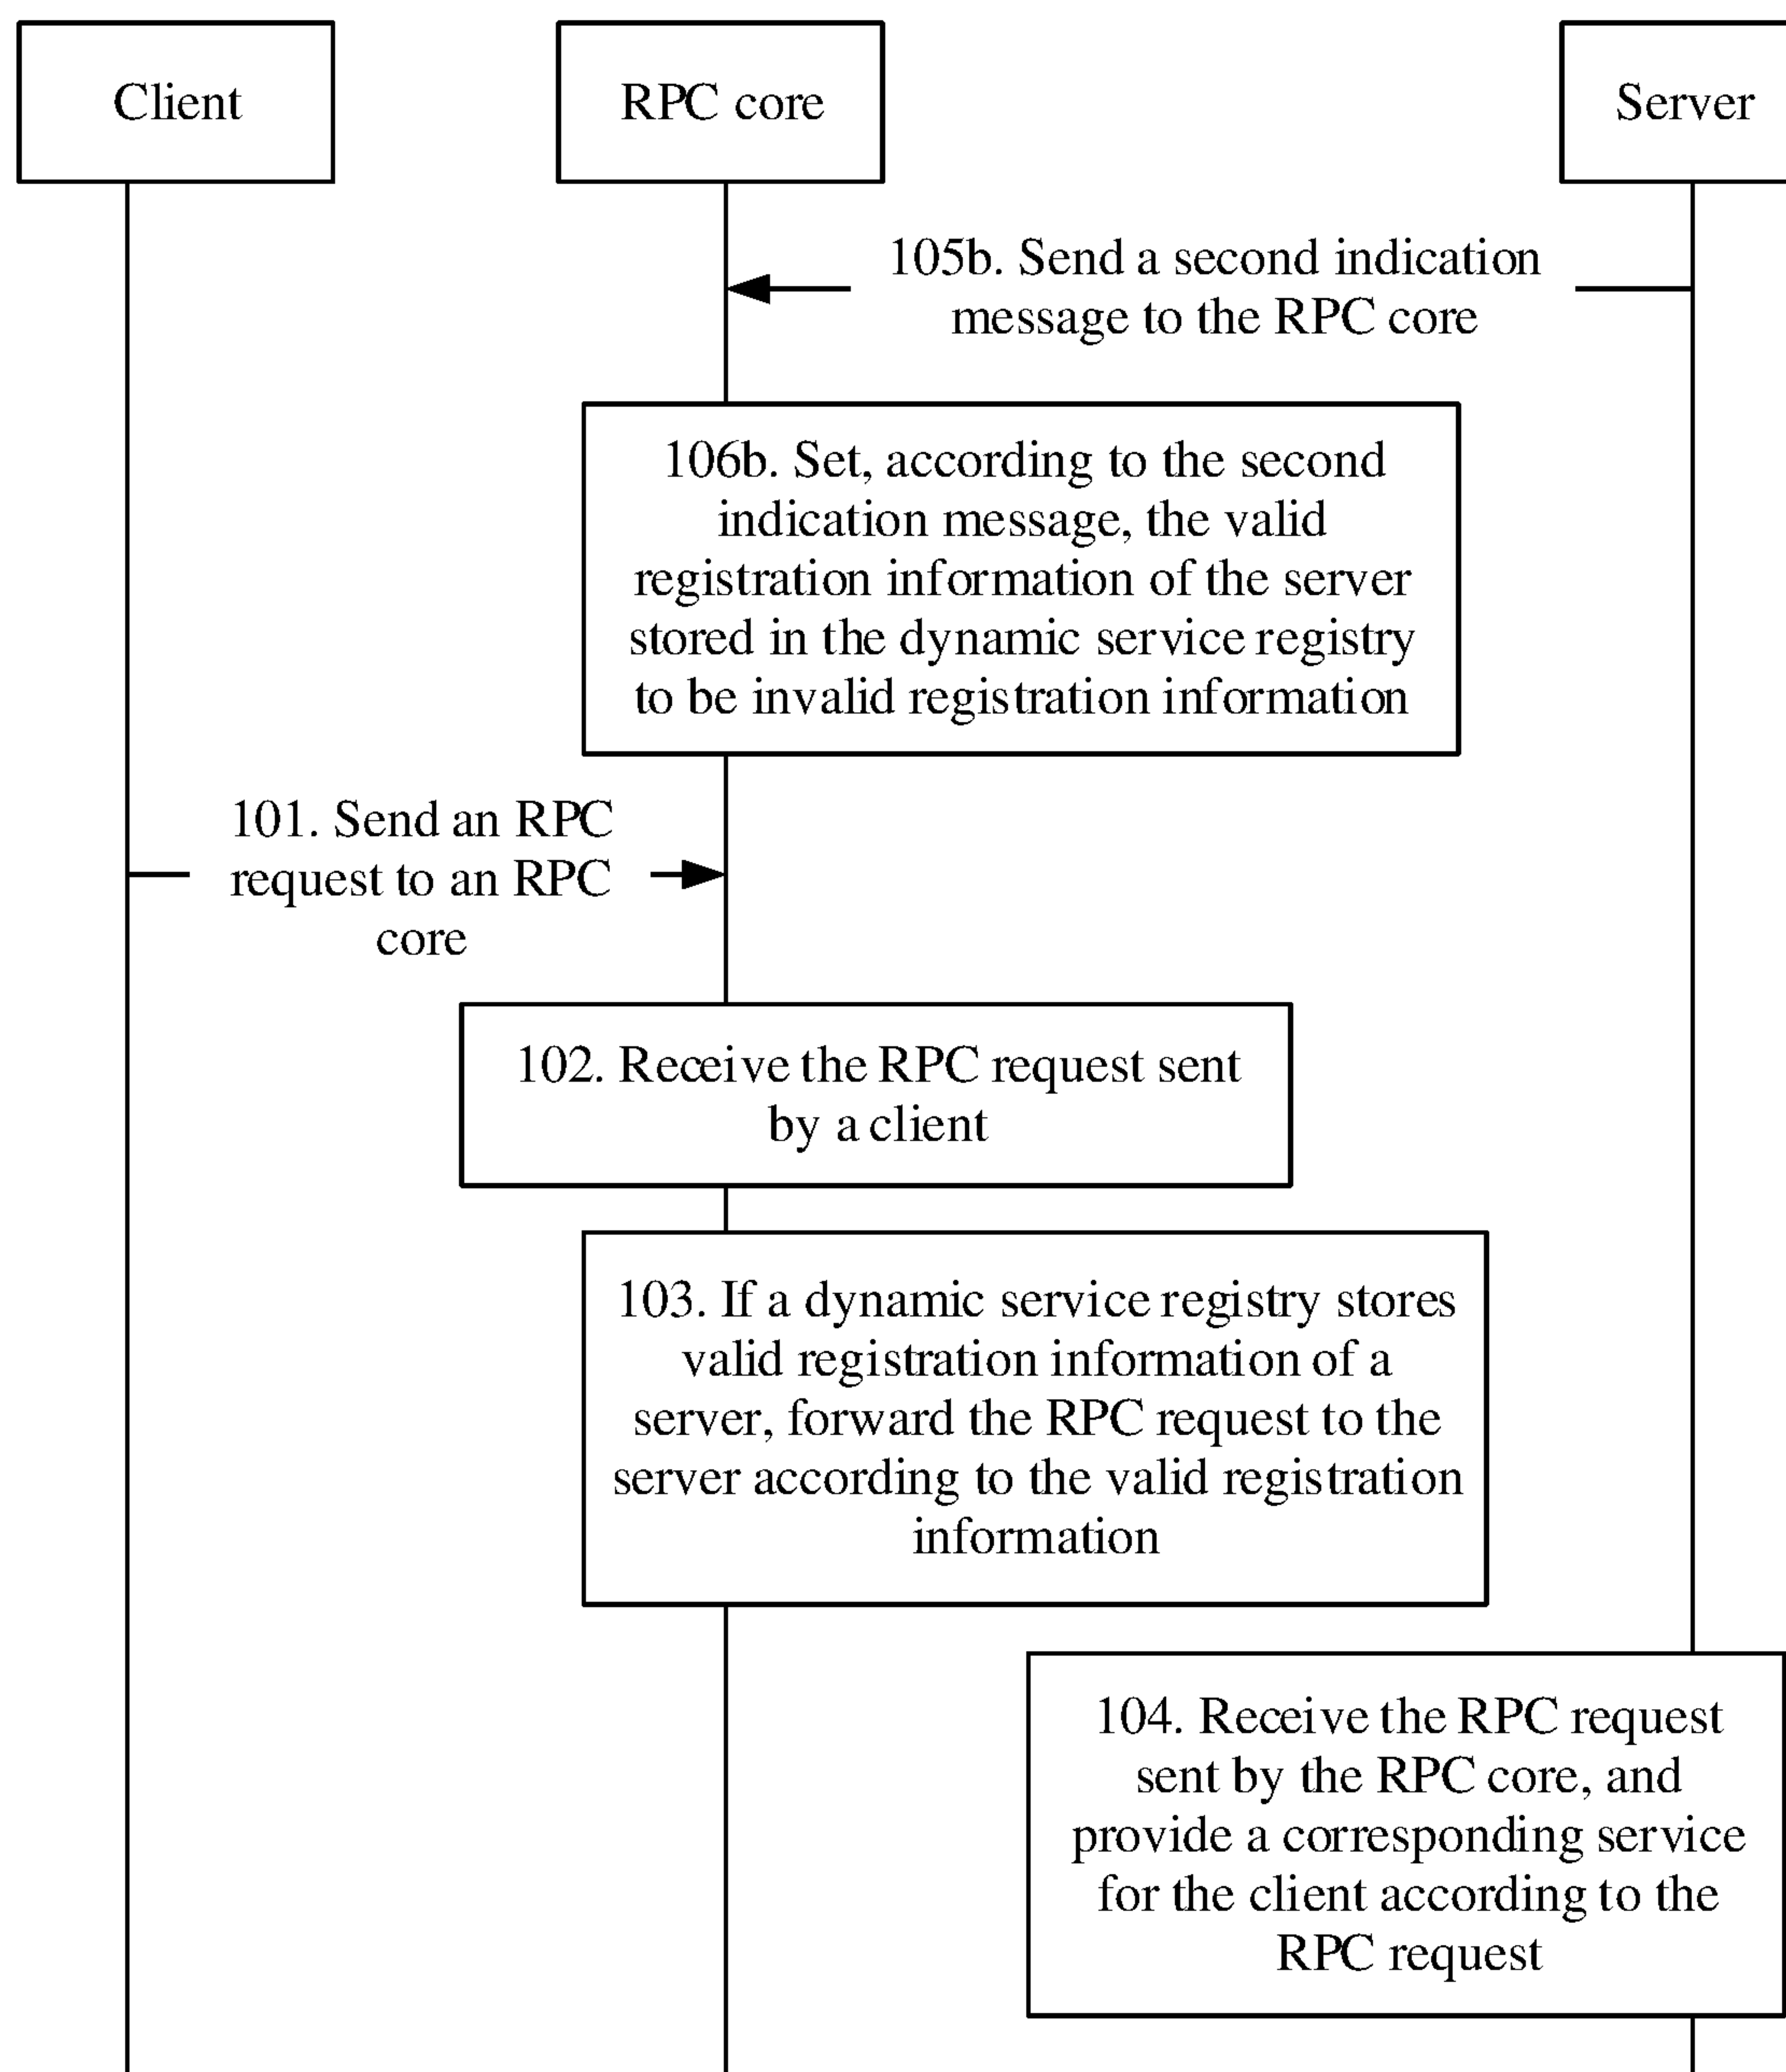 Client
RPC core
Server
105b. Send a second indication
message to the RPC core
106b. Set, according to the second
indication message, the valid
registration information of the server
stored in the dynamic service registry
to be invalid registration information
101. Send an RPC
request to an RPC
core
102. Receive the RPC request sent
by a client
103. If a dynamic service registry stores
valid registration information of a
server, forward the RPC request to the
server according to the valid registration
information
104. Receive the RPC request
sent by the RPC core, and
provide a corresponding service
for the client according to the
RPC request